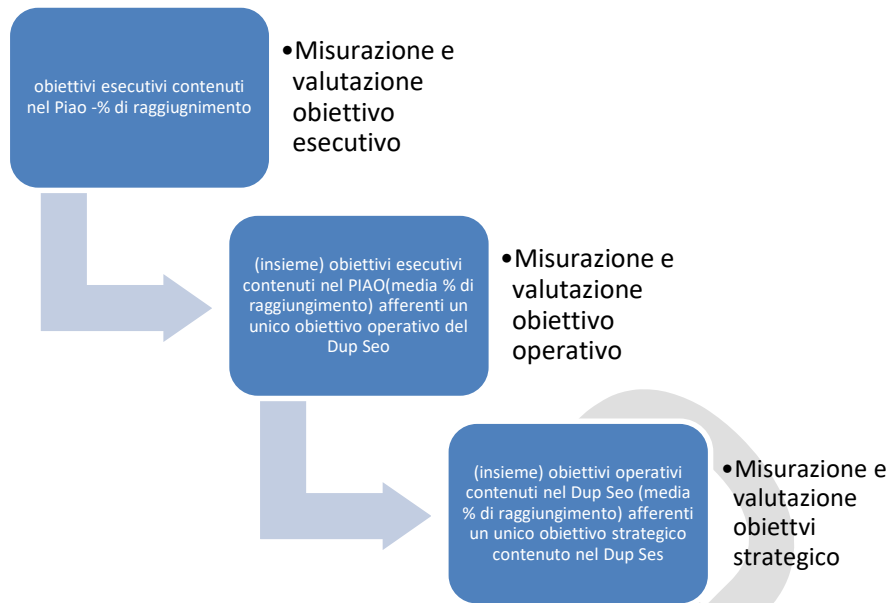 obiettivi esecutivi contenuti
nel Piao -% di raggiugnimento
•Misurazione e
valutazione
obiettivo
esecutivo
(insieme) obiettivi esecutivi
contenuti nel PIAO(media % di
raggiungimento) afferenti un
unico obiettivo operativo del
Dup Seo
•Misurazione e
valutazione
obiettivo
operativo
(insieme) obiettivi operativi
contenuti nel Dup Seo (media
% di raggiungimento) afferenti
un unico obiettivo strategico
contenuto nel Dup Ses
•Misurazione e
valutazione
obiettvi
strategico